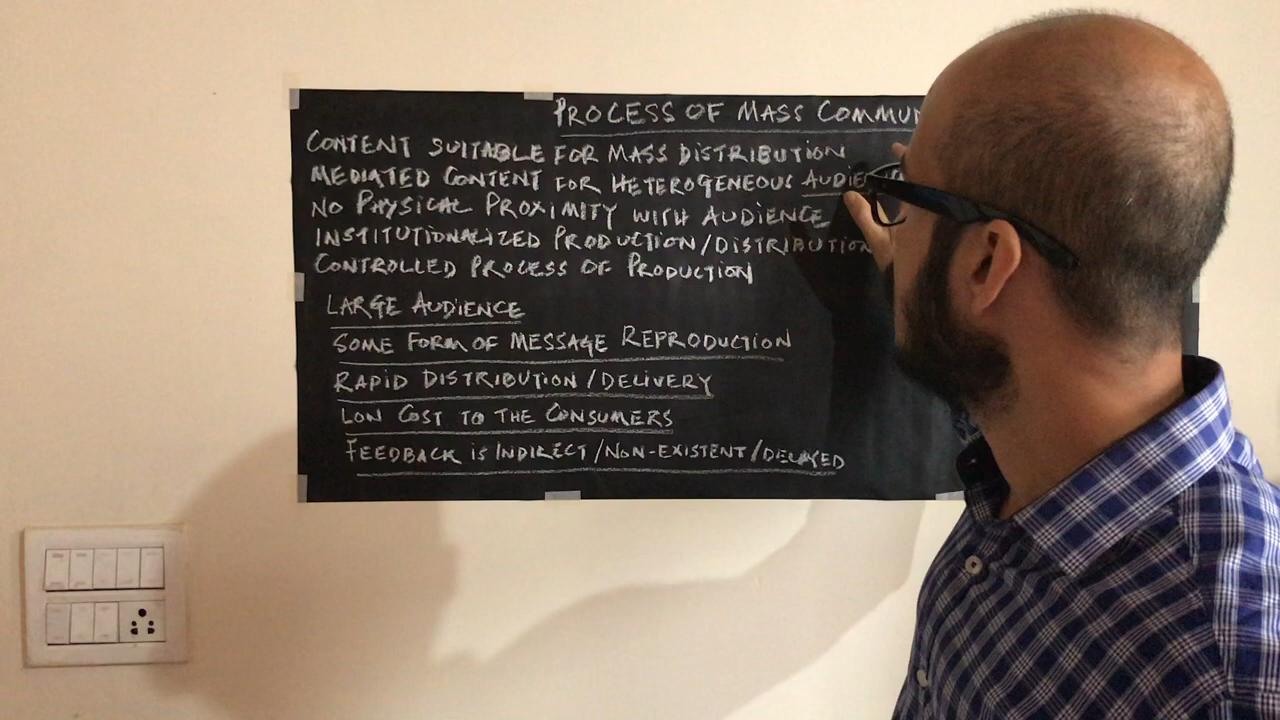 PROCESS OF MASS COMMU
CONTENT SUITABLE FOR MASS DISTRIBUTION
MEDIATED CONTENT FOR HETEROGENEOUS AUDIE
NO PHYSICAL PROXIMITY WITH AUDIENCE
INSTITUTIONALIZED PRODUCTION/DISTRIBUTION
CONTROLLED PROCESS OF PRODUCTION
LARGE AUDIENCE
SOME FORM OF MESSAGE REPRODUCTION
RAPID DISTRIBUTION/DELIVERY
LOW COST TO THE CONSUMERS
FEEDBACK IS INDIRECT/NON-EXISTENT/DELAYED